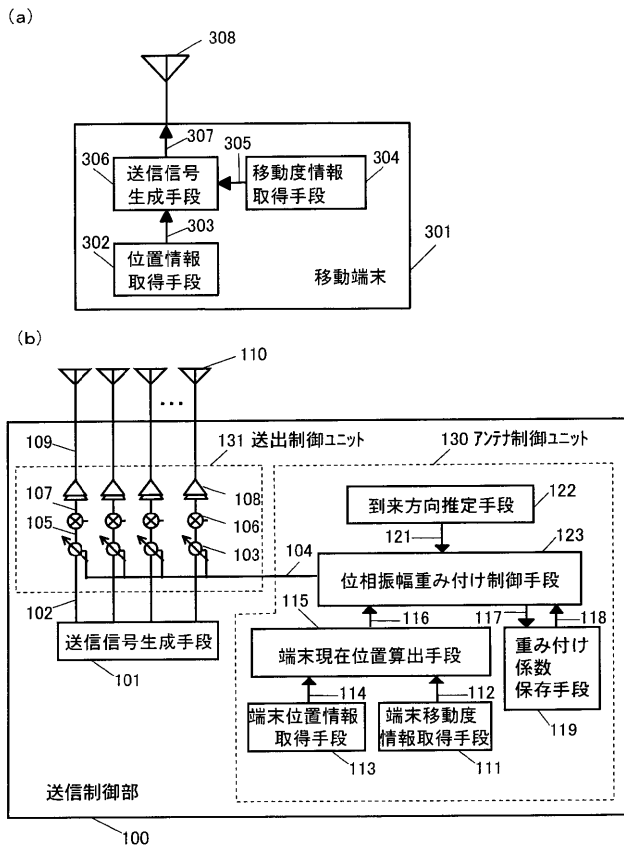 (a)
308
307
306
送信信号
生成手段
305
移動度情報
取得手段
304
303
302
位置情報
取得手段
移動端末
301
(b)
110
...
109
131 送出制御ユニット
130 アンテナ制御ユニット
107
108
105
106
103
到来方向推定手段
122
121
123
104
位相振幅重み付け制御手段
102
115
116
117
118
送信信号生成手段
101
端末現在位置算出手段
重み付け
係数
保存手段
114
112
119
端末位置情報
取得手段
端末移動度
情報取得手段
113
111
送信制御部
100